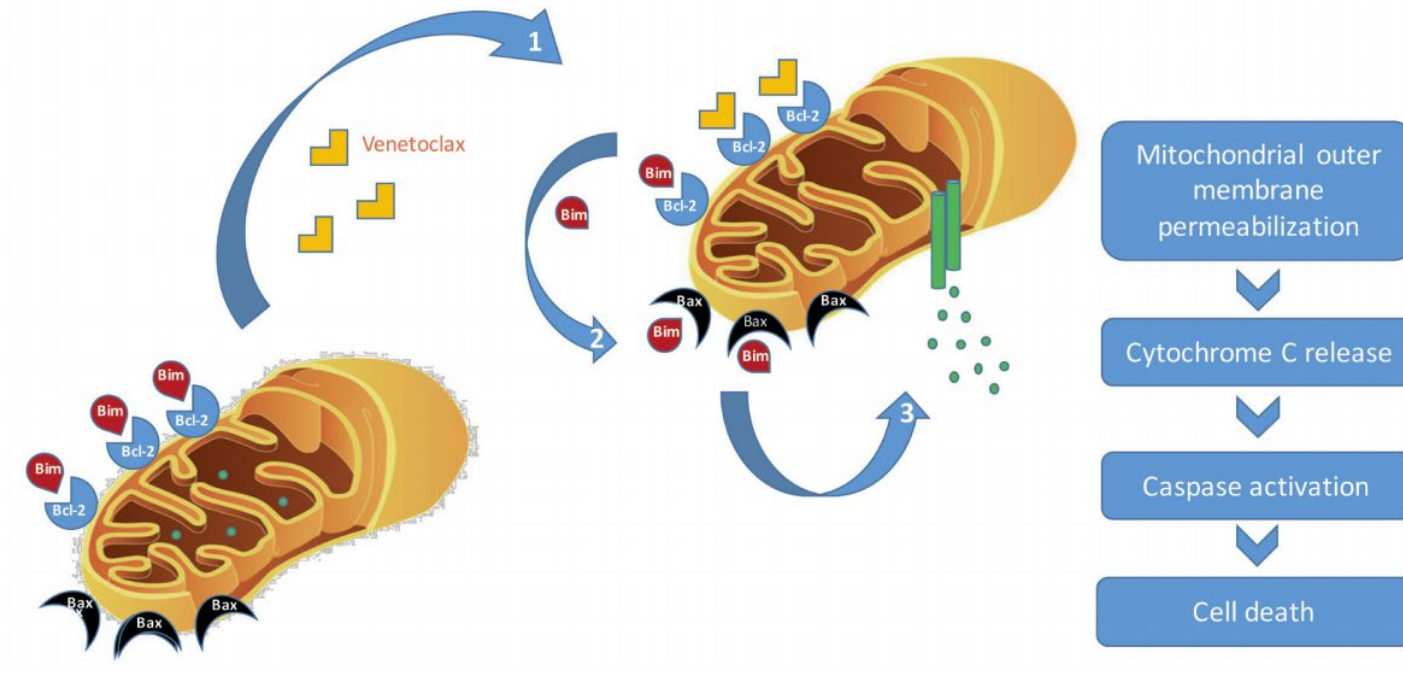 1
Venetoclax
Bcl-2
Bcl-2
Bim
Bcl-2
Bim
2
Bax
Bax
Bax
Bim
Bim
3
Bim
Bcl-2
Bim
Bcl-2
Bim
Bcl-2
Bax
Bax
Bax
Mitochondrial outer
membrane
permeabilization
Cytochrome C release
Caspase activation
Cell death